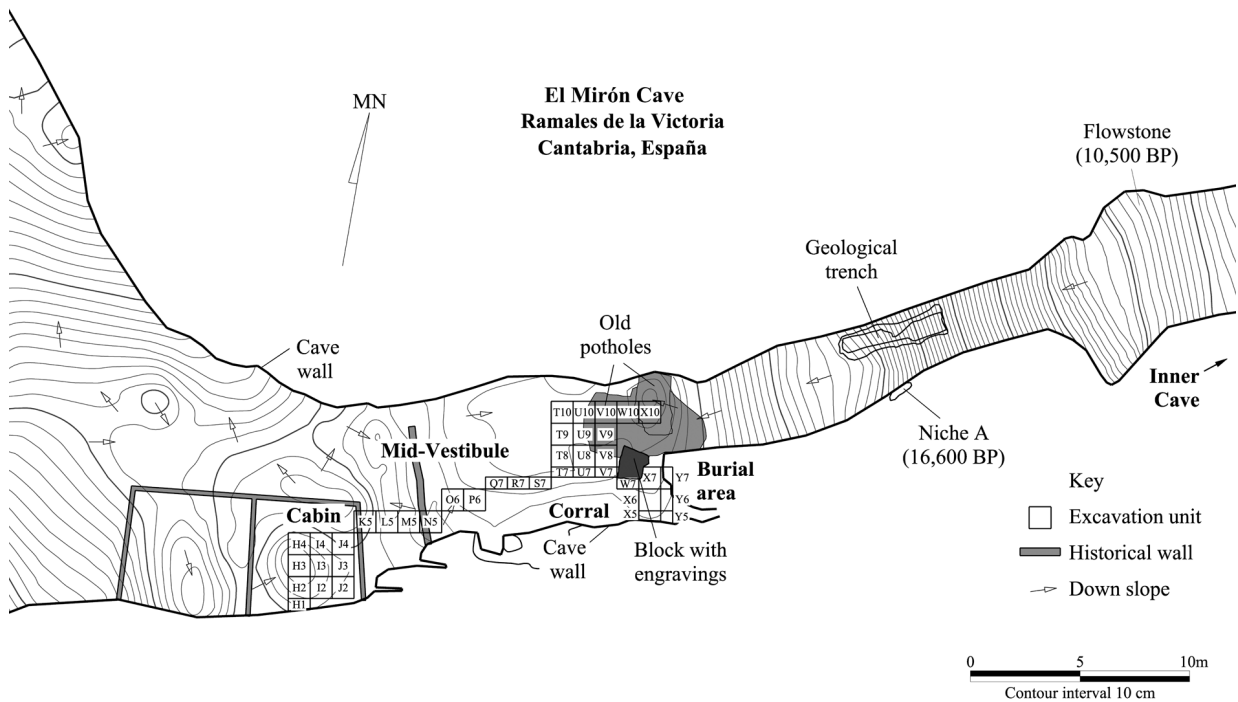 El Mirón Cave
Ramales de la Victoria
Cantabria, España
MN
Flowstone
(10,500 BP)
Geological
trench
Old
potholes
Cave
wall
Inner
Cave
Niche A
(16,600 BP)
Mid-Vestibule
T10 U10 V10 W10 X10
T9 U9 V9
T8 U8 V8
T7 U7 V7
Burial
area
Q7 R7 S7
W7 X7 Y7
O6 P6
X6 Y6
Cabin
Corral
X5 Y5
K5 L5 M5 N5
H4 I4 J4
H3 I3 J3
H2 I2 J2
H1
Cave
wall
Block with
engravings
Key
Excavation unit
Historical wall
Down slope
0 5 10m
Contour interval 10 cm